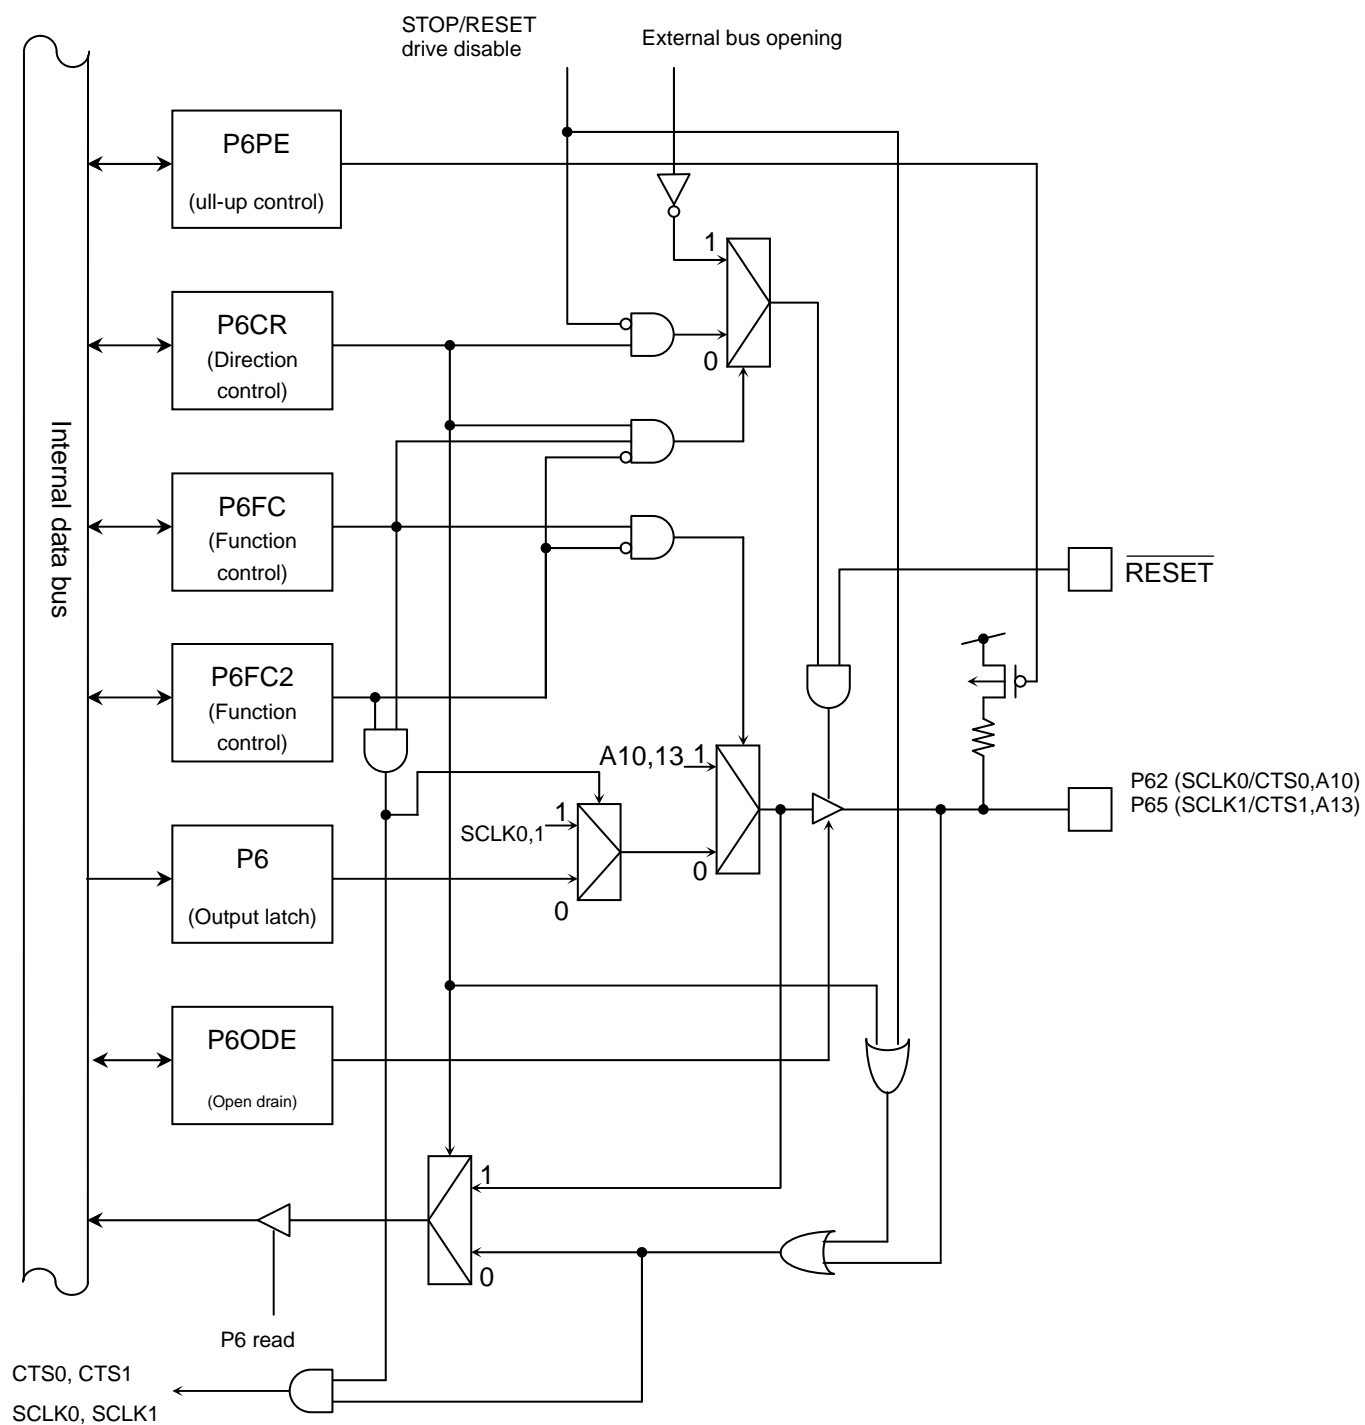 STOP/RESET
drive disable
External bus opening
P6PE
(ull-up control)
1
P6CR
(Direction
control)
0
Internal data bus
P6FC
(Function
control)
RESET
P6FC2
(Function
control)
A10,13
1
P62 (SCLK0/CTS0,A10)
P65 (SCLK1/CTS1,A13)
1
SCLK0,1
P6
(Output latch)
0
0
P6ODE
(Open drain)
1
0
P6 read
CTS0, CTS1
SCLK0, SCLK1